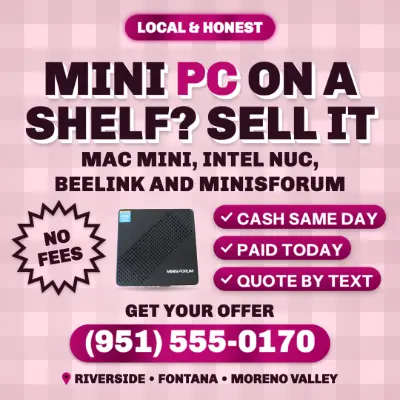 LOCAL & HONEST
MINI PC ON A
SHELF? SELL IT
MAC MINI, INTEL NUC,
BEELINK AND MINISFORUM
NO
FEES
MINISFORUM
CASH SAME DAY
PAID TODAY
QUOTE BY TEXT
GET YOUR OFFER
(951) 555-0170
RIVERSIDE • FONTANA • MORENO VALLEY